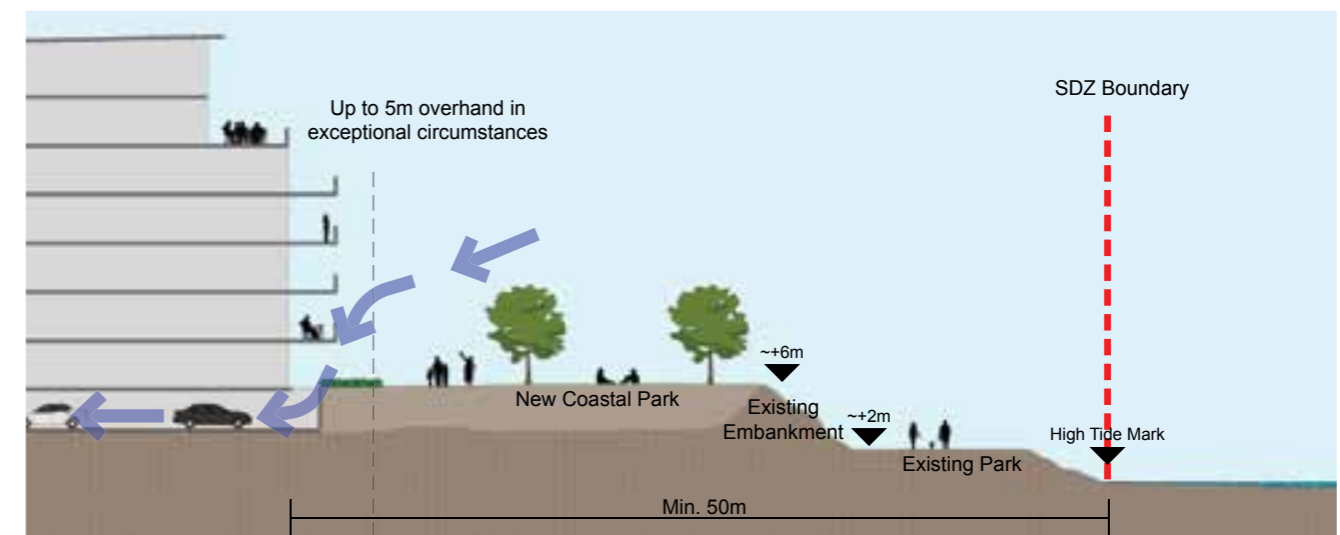 SDZ Boundary
Up to 5m overhand in
exceptional circumstances
~+6m
New Coastal Park
Existing
Embankment
~+2m
High Tide Mark
Existing Park
Min. 50m